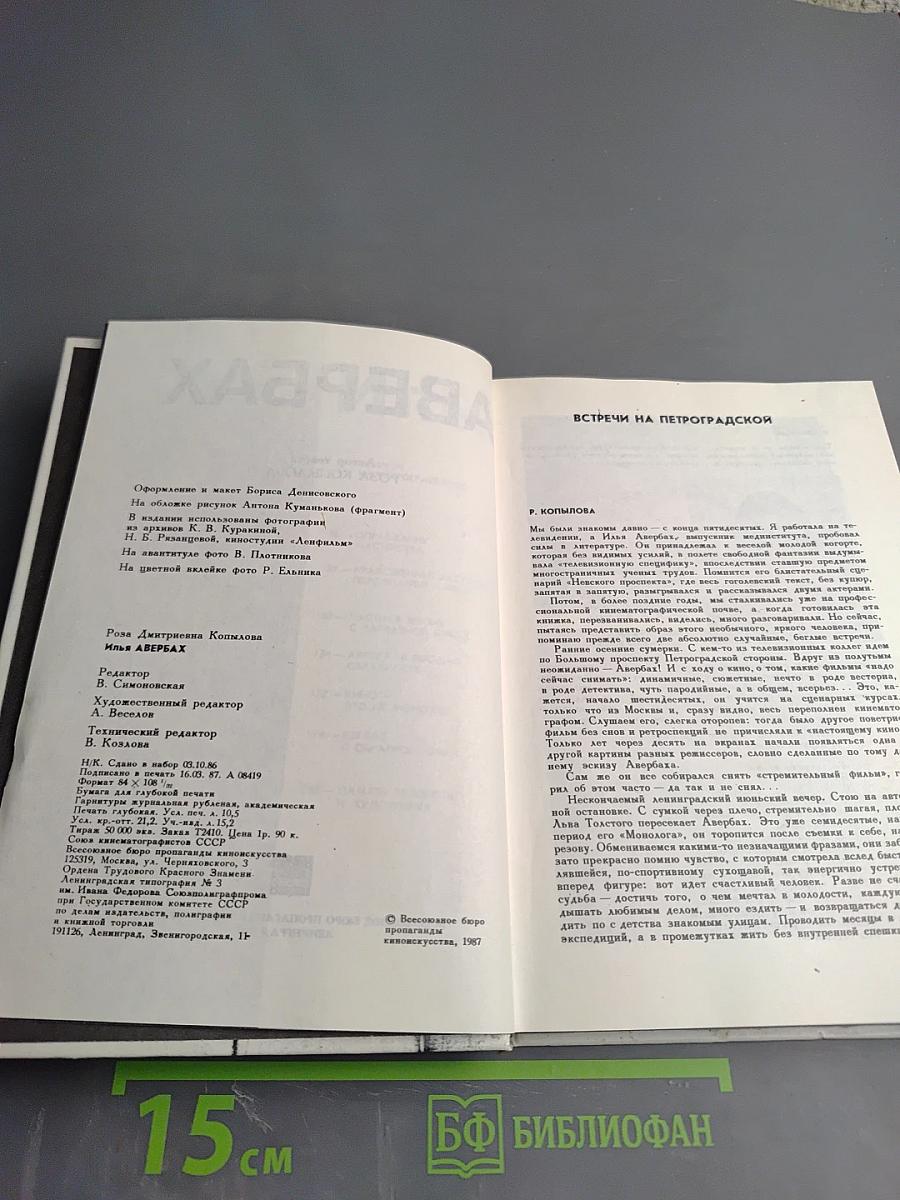 АВЕРБАХ
Оформление и макет Бориса Денисовского
На обложке рисунок Антона Куманькова (фрагмент)
В издании использованы фотографии
из архивов К. В. Куракиной,
Н. Б. Рязанцевой, киностудии «Ленфильм»
На авантитуле фото В. Плотникова
На цветной вклейке фото Р. Ельника
Роза Дмитриевна Копылова
Илья АВЕРБАХ
Редактор
В. Симоновская
Художественный редактор
А. Веселов
Технический редактор
В. Козлова
Н/К. Сдано в набор 03.10.86
Подписано в печать 16.03. 87. А 08419
Формат 84 × 108 1/32
Бумага для глубокой печати
Гарнитуры журнальная рубленая, академическая
Печать глубокая. Усл. печ. л. 10,5
Усл. кр.-отт. 21,2. Уч.-изд. л. 15,2
Тираж 50 000 экз. Заказ Т2410. Цена 1р. 90 к.
Союз кинематографистов СССР
Всесоюзное бюро пропаганды киноискусства
125319, Москва, ул. Черняховского, 3
Ордена Трудового Красного Знамени
Ленинградская типография № 3
им. Ивана Федорова Союзполиграфпрома
при Государственном комитете СССР
по делам издательств, полиграфии
и книжной торговли
191126, Ленинград, Звенигородская, 11
© Всесоюзное бюро
пропаганды
киноискусства, 1987
ВСТРЕЧИ НА ПЕТРОГРАДСКОЙ
Р. КОПЫЛОВА
Мы были знакомы давно — с конца пятидесятых. Я работала на те-
левидении, а Илья Авербах, выпускник мединститута, пробовал
силы в литературе. Он принадлежал к веселой молодой когорте,
которая без видимых усилий, в полете свободной фантазии выдумы-
вала «телевизионную специфику», впоследствии ставшую предметом
многостраничных ученых трудов. Помнится его блистательный сце-
нарий «Невского проспекта», где весь гоголевский текст, без купюр,
запятая в запятую, разыгрывался и рассказывался двумя актерами.
Потом, в более поздние годы, мы сталкивались уже на профес-
сиональной кинематографической почве, а когда готовилась эта
книжка, перезванивались, виделись, много разговаривали. Но сейчас,
пытаясь представить образ этого необычного, яркого человека, при-
поминаю прежде всего две абсолютно случайные, беглые встречи.
Ранние осенние сумерки. С кем-то из телевизионных коллег идем
по Большому проспекту Петроградской стороны. Вдруг из полутьмы
неожиданно — Авербах! И с ходу о кино, о том, какие фильмы «надо
сейчас снимать»: динамичные, сюжетные, нечто в роде вестерна,
в роде детектива, чуть пародийные, а в общем, всерьез... Это, ка-
жется, начало шестидесятых, он учится на сценарных курсах,
только что из Москвы и, сразу видно, весь переполнен кинемато-
графом. Слушаем его, слегка оторопев: тогда было другое поветрие
фильм без снов и ретроспекций не причисляли к «настоящему кино
Только лет через десять на экранах начали появляться одна
другой картины разных режиссеров, словно сделанные по тому д
нему эскизу Авербаха.
Сам же он все собирался снять «стремительный фильм», г
рил об этом часто — да так и не снял...
Нескончаемый ленинградский июньский вечер. Стою на авто
ной остановке. С сумкой через плечо, стремительно шагая, пло
Льва Толстого пересекает Авербах. Это уже семидесятые, на
период его «Монолога», он торопится после съемки к себе, на
резову. Обмениваемся какими-то незначащими фразами, они заб
зато прекрасно помню чувство, с которым смотрела вслед быст
лявшейся, по-спортивному сухощавой, так энергично устре
вперед фигуре: вот идет счастливый человек. Разве не сч
судьба — достичь того, о чем мечтал в молодости, каждую
дышать любимым делом, много ездить — и возвращаться д
дить по с детства знакомым улицам. Проводить месяцы в
экспедиций, а в промежутках жить без внутренней спешк
15 см
БФ БИБЛИОФАН